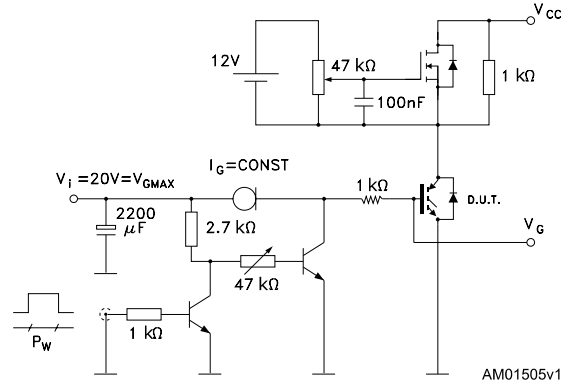 V_CC
12V
47 kΩ
1 kΩ
100nF
I_G=CONST
V_i =20V=V_GMAX
1 kΩ
D.U.T.
2200
μF
2.7 kΩ
V_G
47 kΩ
1 kΩ
P_W
AM01505v1